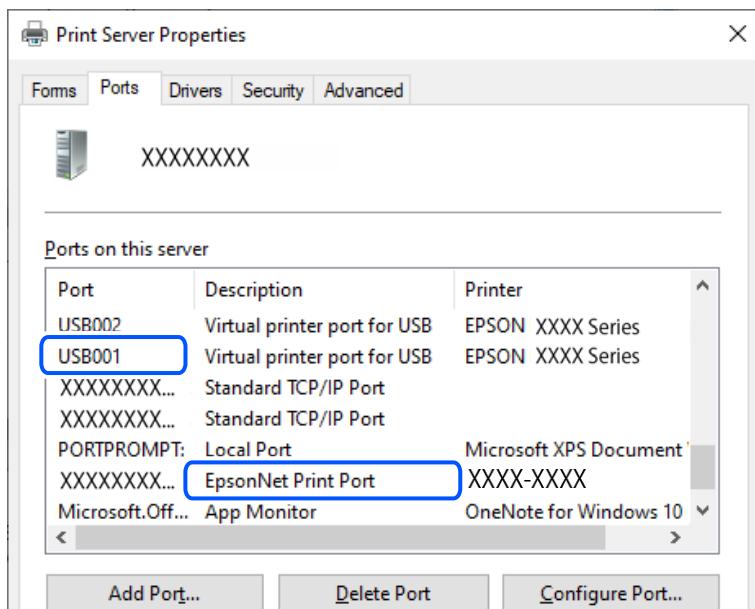 Print Server Properties
Forms Ports Drivers Security Advanced
XXXXXXXX
Ports on this server
Port Description Printer
USB002 Virtual printer port for USB EPSON XXXX Series
USB001 Virtual printer port for USB EPSON XXXX Series
XXXXXXXX... Standard TCP/IP Port
XXXXXXXX... Standard TCP/IP Port
PORTPROMPT: Local Port Microsoft XPS Document
XXXXXXXX... EpsonNet Print Port XXXX-XXXX
Microsoft.Off... App Monitor OneNote for Windows 10
Add Port... Delete Port Configure Port...